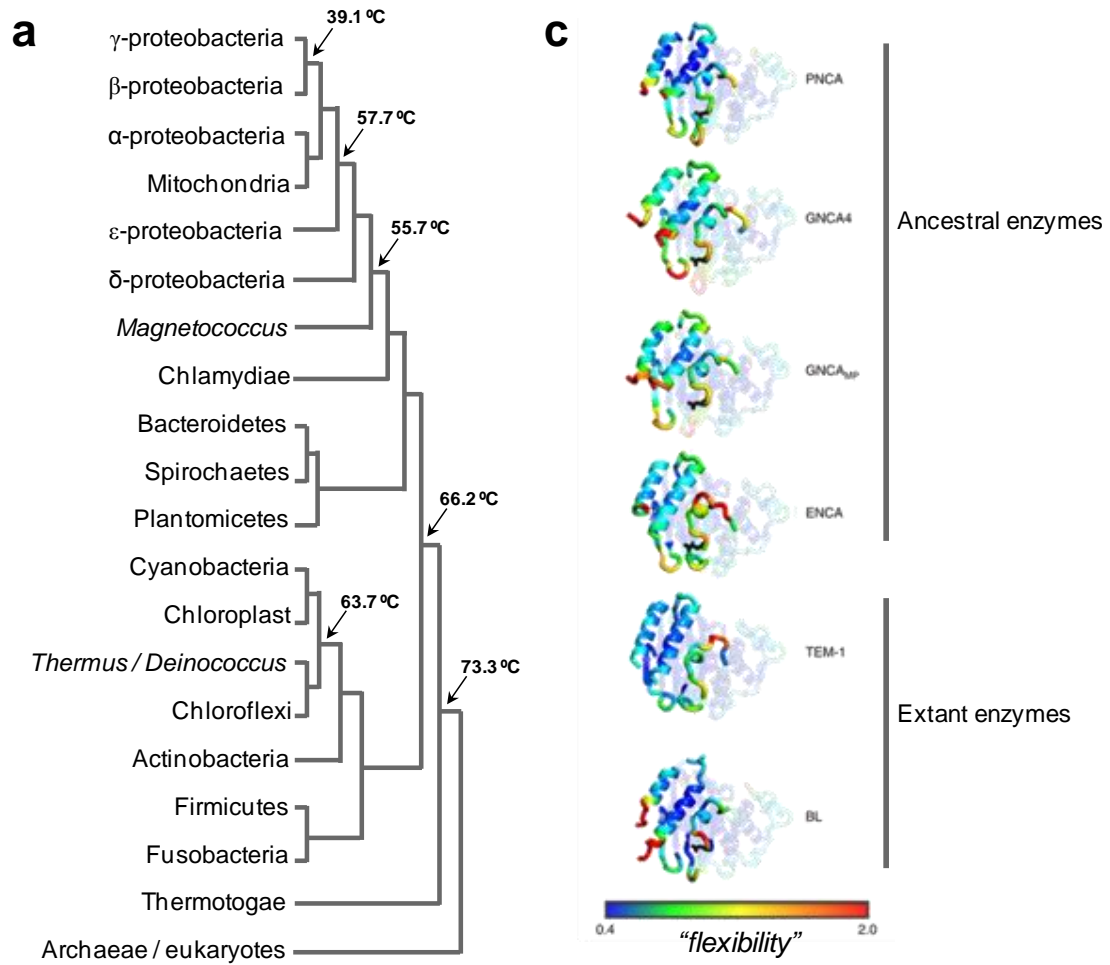 a
39.1 ºC
γ-proteobacteria
β-proteobacteria
57.7 ºC
α-proteobacteria
Mitochondria
ε-proteobacteria
55.7 ºC
δ-proteobacteria
Magnetococcus
Chlamydiae
Bacteroidetes
Spirochaetes
66.2 ºC
Plantomicetes
Cyanobacteria
63.7 ºC
Chloroplast
Thermus / Deinococcus
73.3 ºC
Chloroflexi
Actinobacteria
Firmicutes
Fusobacteria
Thermotogae
Archaeae / eukaryotes
c
PNCA
GNCA4
Ancestral enzymes
GNCAMP
ENCA
TEM-1
Extant enzymes
BL
0.4
2.0
“flexibility”